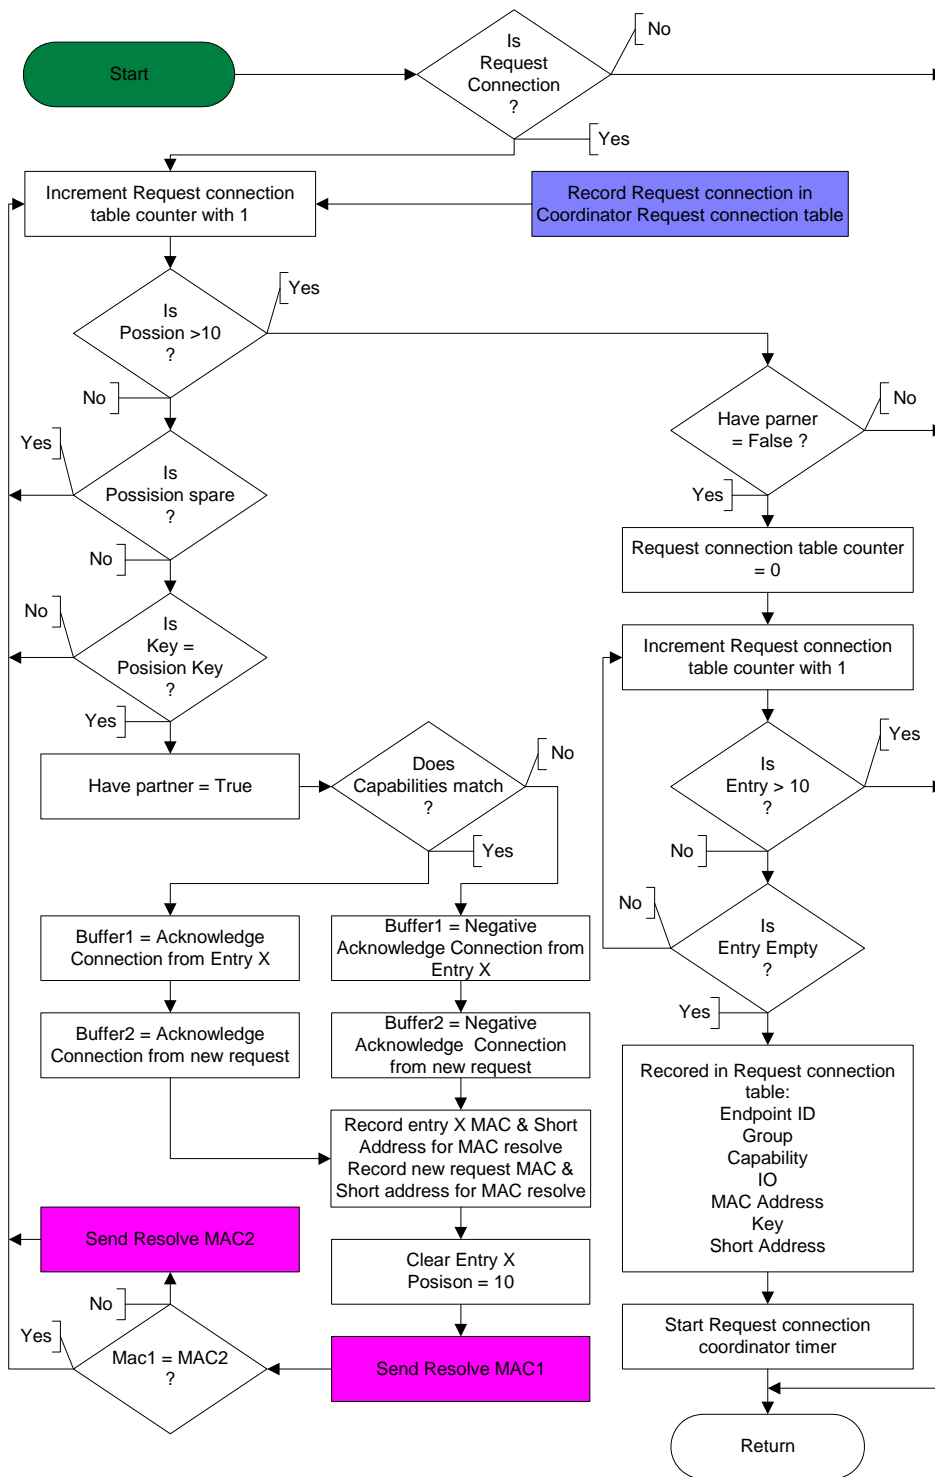 Start
Is
Request
Connection
?
No
Yes
Increment Request connection
table counter with 1
Record Request connection in
Coordinator Request connection table
Is
Possion >10
?
Yes
No
Have parner
= False ?
No
Yes
Is
Possision spare
?
Yes
No
Request connection table counter
= 0
Is
Key =
Posision Key
?
No
Yes
Increment Request connection
table counter with 1
Have partner = True
Does
Capabilities match
?
No
Yes
Is
Entry > 10
?
Yes
No
Buffer1 = Acknowledge
Connection from Entry X
Buffer1 = Negative
Acknowledge Connection from
Entry X
Is
Entry Empty
?
No
Yes
Buffer2 = Acknowledge
Connection from new request
Buffer2 = Negative
Acknowledge  Connection
from new request
Recored in Request connection
table:
Endpoint ID
Group
Capability
IO
MAC Address
Key
Short Address
Record entry X MAC & Short
Address for MAC resolve
Record new request MAC &
Short address for MAC resolve
Send Resolve MAC2
Clear Entry X
Posison = 10
No
Yes
Mac1 = MAC2
?
Send Resolve MAC1
Start Request connection
coordinator timer
Return